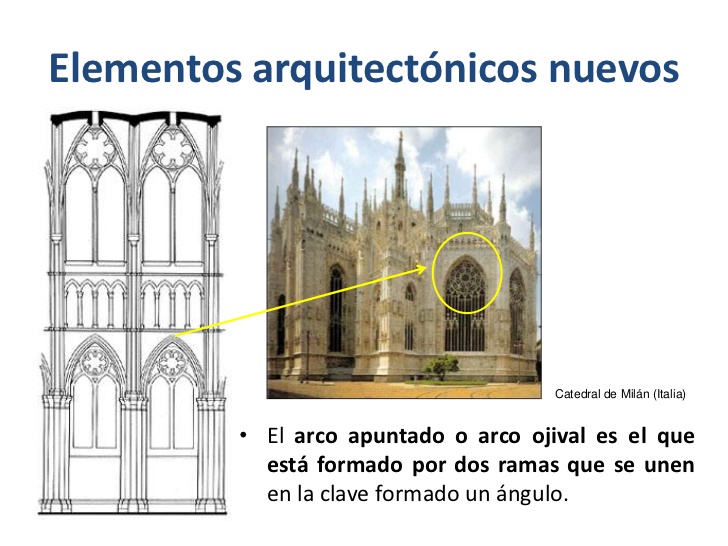 Elementos arquitectónicos nuevos
Catedral de Milán (Italia)
• El arco apuntado o arco ojival es el que
está formado por dos ramas que se unen
en la clave formado un ángulo.